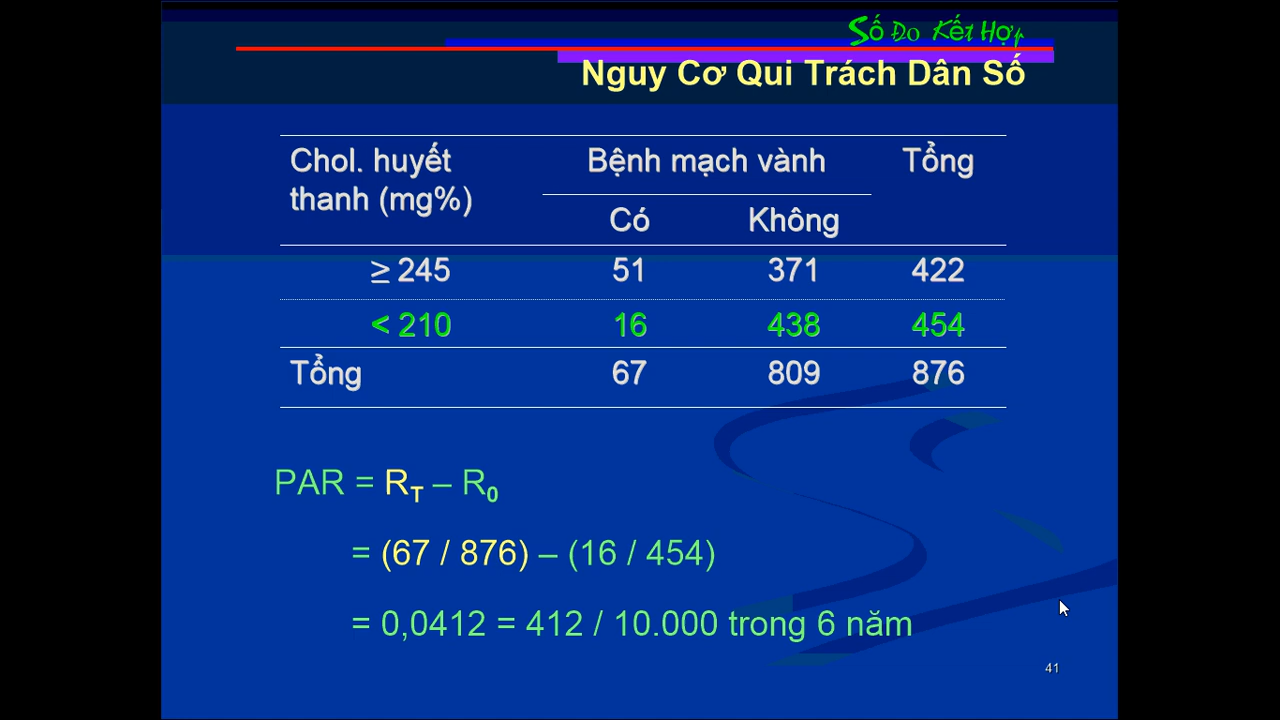 Số Đo Kết Hợp
Nguy Cơ Qui Trách Dân Số
Chol. huyết Bệnh mạch vành Tổng
thanh (mg%)
Có Không
≥ 245 51 371 422
< 210 16 438 454
Tổng 67 809 876
PAR = RT – R0
= (67 / 876) – (16 / 454)
= 0,0412 = 412 / 10.000 trong 6 năm
41